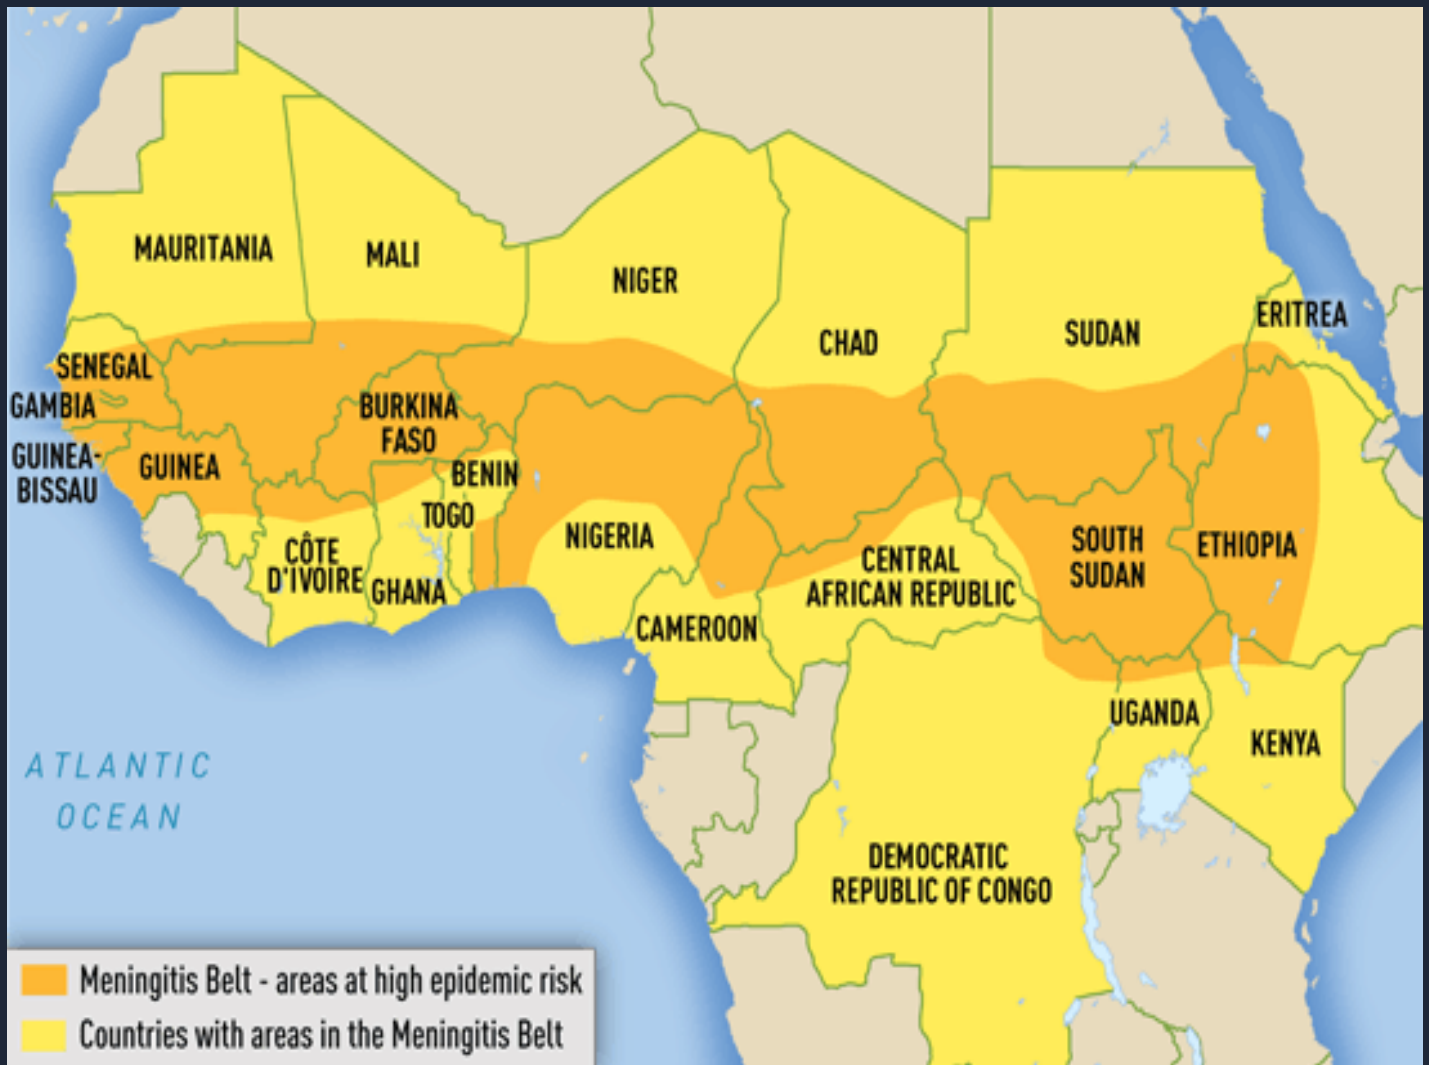 MAURITANIA
MALI
NIGER
CHAD
SUDAN
ERITREA
SENEGAL
GAMBIA
GUINEA-
BISSAU
GUINEA
BURKINA
FASO
BENIN
TOGO
CÔTE
D'IVOIRE
GHANA
NIGERIA
CAMEROON
CENTRAL
AFRICAN REPUBLIC
SOUTH
SUDAN
ETHIOPIA
UGANDA
KENYA
DEMOCRATIC
REPUBLIC OF CONGO
ATLANTIC
OCEAN
Meningitis Belt - areas at high epidemic risk
Countries with areas in the Meningitis Belt